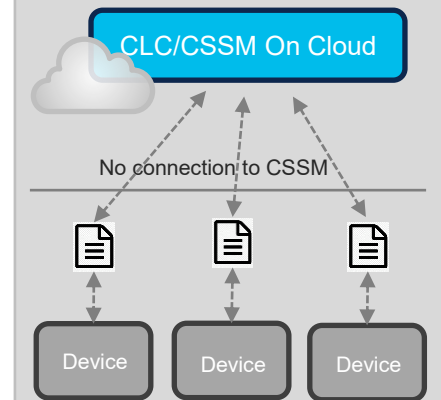 CLC/CSSM On Cloud
No connection to CSSM
Device
Device
Device